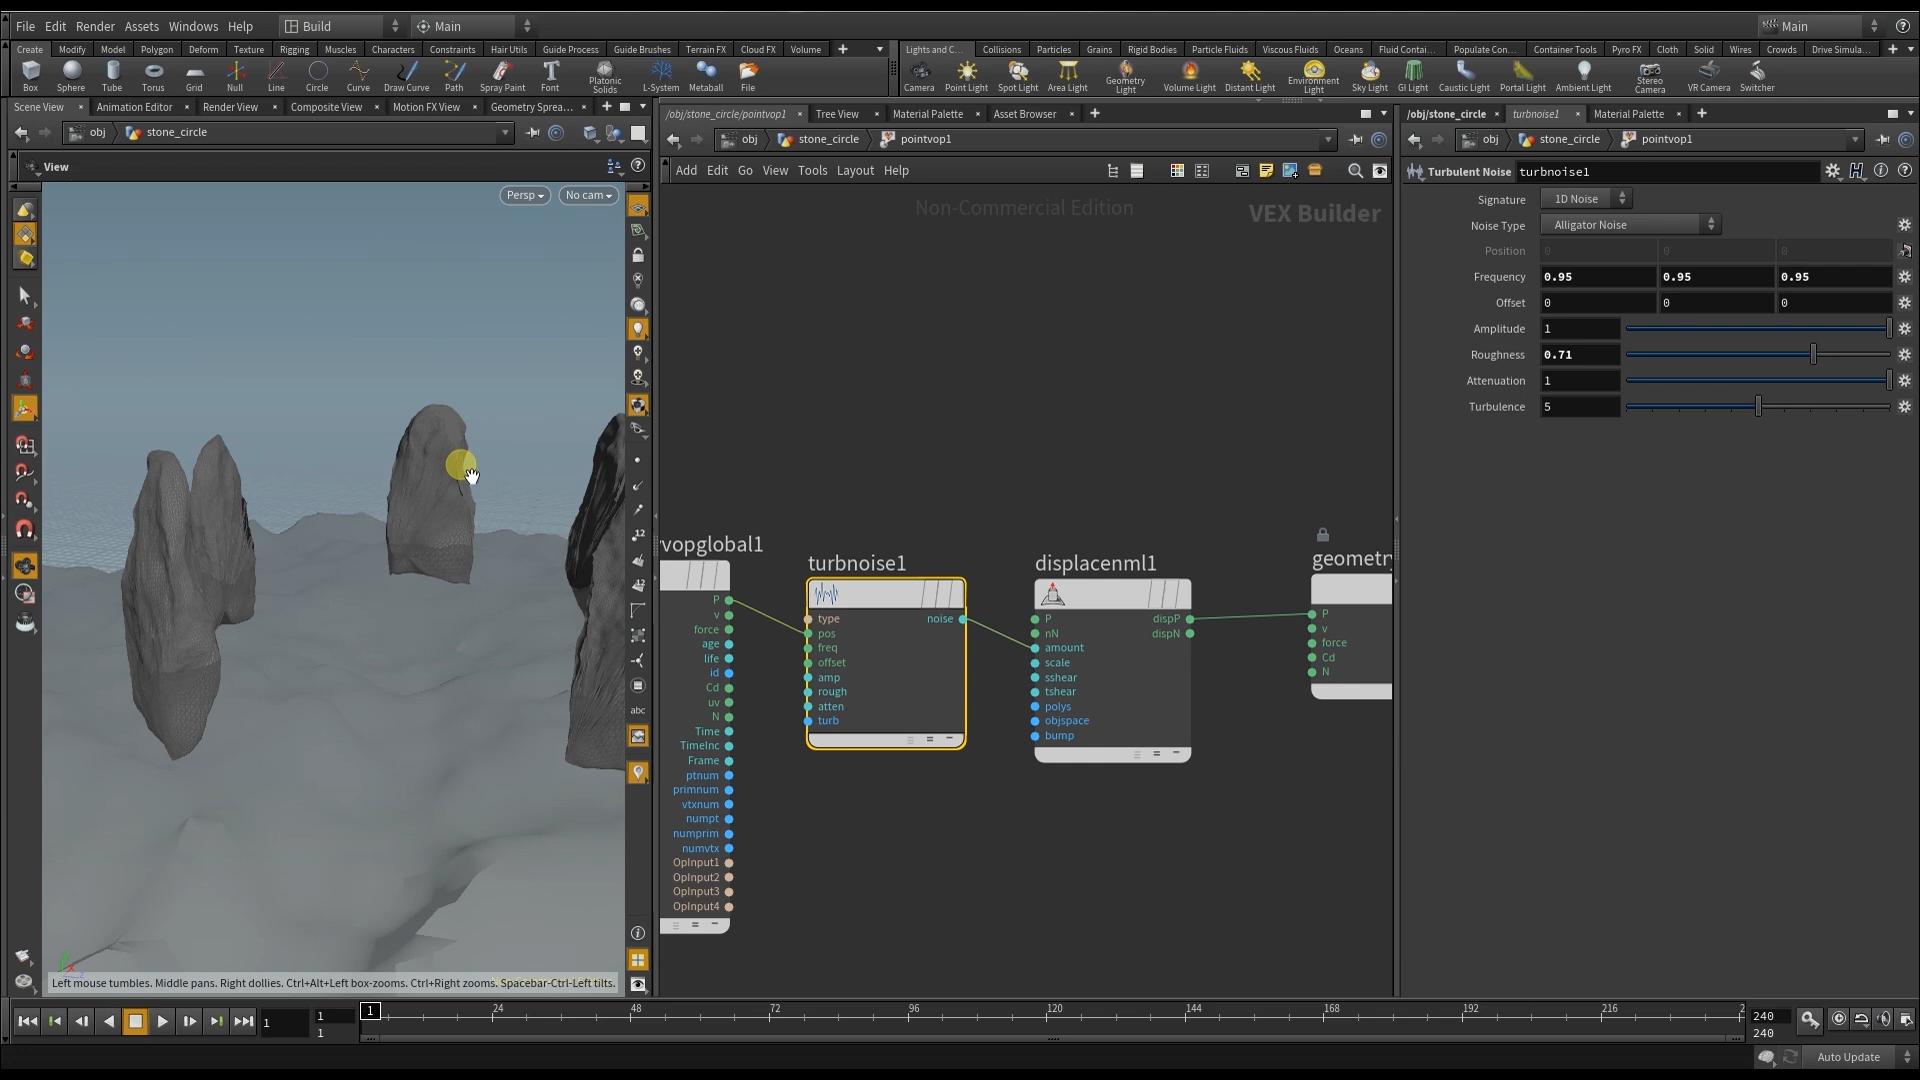 File Edit Render Assets Windows Help Build Main Main
Create Modify Model Polygon Deform Texture Rigging Muscles Characters Constraints Hair Utils Guide Process Guide Brushes Terrain FX Cloud FX Volume
Lights and C... Collisions Particles Grains Rigid Bodies Particle Fluids Viscous Fluids Oceans Fluid Contai... Populate Con... Container Tools Pyro FX Cloth Solid Wires Crowds Drive Simula...
Box Sphere Tube Torus Grid Null Line Circle Curve Draw Curve Path Spray Paint Font Platonic Solids L-System Metaball File
Camera Point Light Spot Light Area Light Geometry Light Volume Light Distant Light Environment Light Sky Light GI Light Caustic Light Portal Light Ambient Light Stereo Camera VR Camera Switcher
Scene View Animation Editor Render View Composite View Motion FX View Geometry Sprea...
obj stone_circle
View
Persp No cam
12
12
abc
Left mouse tumbles. Middle pans. Right dollies. Ctrl+Alt+Left box-zooms. Ctrl+Right zooms. Spacebar-Ctrl-Left tilts.
/obj/stone_circle/pointvop1 Tree View Material Palette Asset Browser
obj stone_circle pointvop1
Add Edit Go View Tools Layout Help
Non-Commercial Edition VEX Builder
vopglobal1
P
v
force
age
life
id
Cd
uv
N
Time
TimeInc
Frame
ptnum
primnum
vtxnum
numpt
numprim
numvtx
OpInput1
OpInput2
OpInput3
OpInput4
turbnoise1
type noise
pos
freq
offset
amp
rough
atten
turb
displacenml1
P dispP
nN dispN
amount
scale
sshear
tshear
polys
objspace
bump
geometry
P
v
force
Cd
N
/obj/stone_circle turbnoise1 Material Palette
obj stone_circle pointvop1
Turbulent Noise turbnoise1
Signature 1D Noise
Noise Type Alligator Noise
Position 0 0 0
Frequency 0.95 0.95 0.95
Offset 0 0 0
Amplitude 1
Roughness 0.71
Attenuation 1
Turbulence 5
1 1 1 1 24 48 72 96 120 144 168 192 216 2 240
240
Auto Update